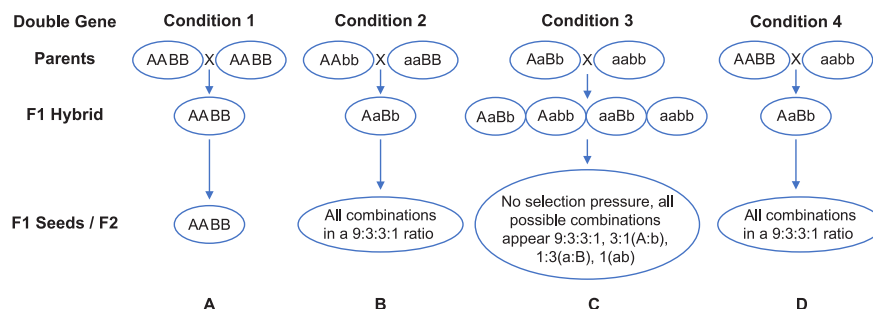 Double Gene Condition 1 Condition 2 Condition 3 Condition 4
Parents AABB X AABB AAbb X aaBB AaBb X aabb AABB X aabb
F1 Hybrid AABB AaBb AaBb Aabb aaBb aabb AaBb
F1 Seeds / F2 AABB
All combinations
in a 9:3:3:1 ratio
No selection pressure, all
possible combinations
appear 9:3:3:1, 3:1(A:b),
1:3(a:B), 1(ab)
All combinations
in a 9:3:3:1 ratio
A B C D